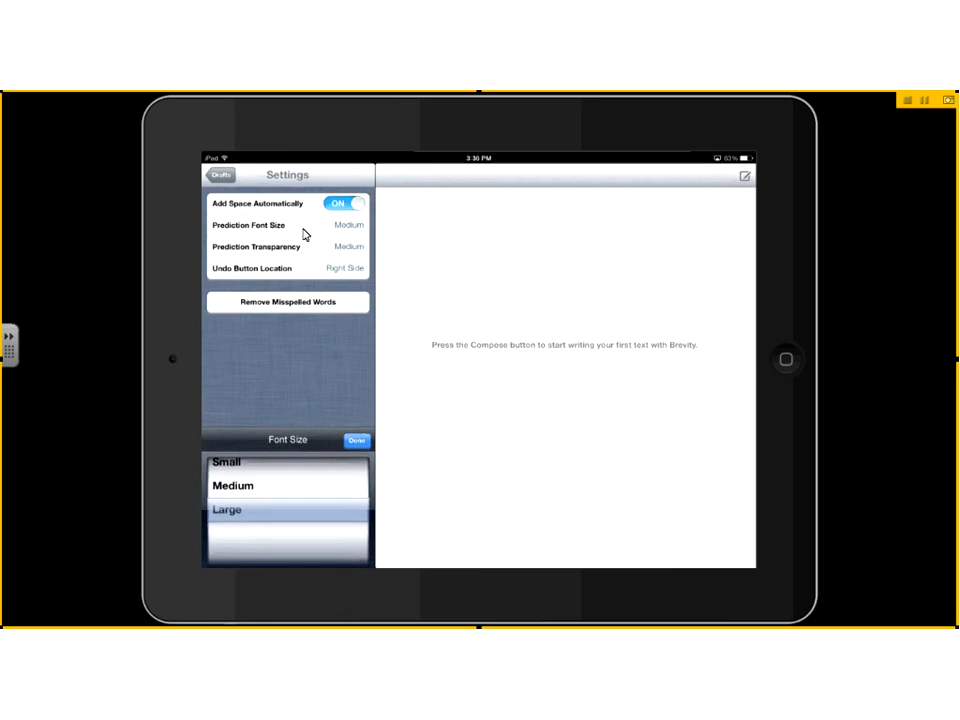 iPad 3:36 PM 63%
Drafts Settings
Add Space Automatically ON
Prediction Font Size Medium
Prediction Transparency Medium
Undo Button Location Right Side
Remove Misspelled Words
Press the Compose button to start writing your first text with Brevity.
Font Size Done
Small
Medium
Large